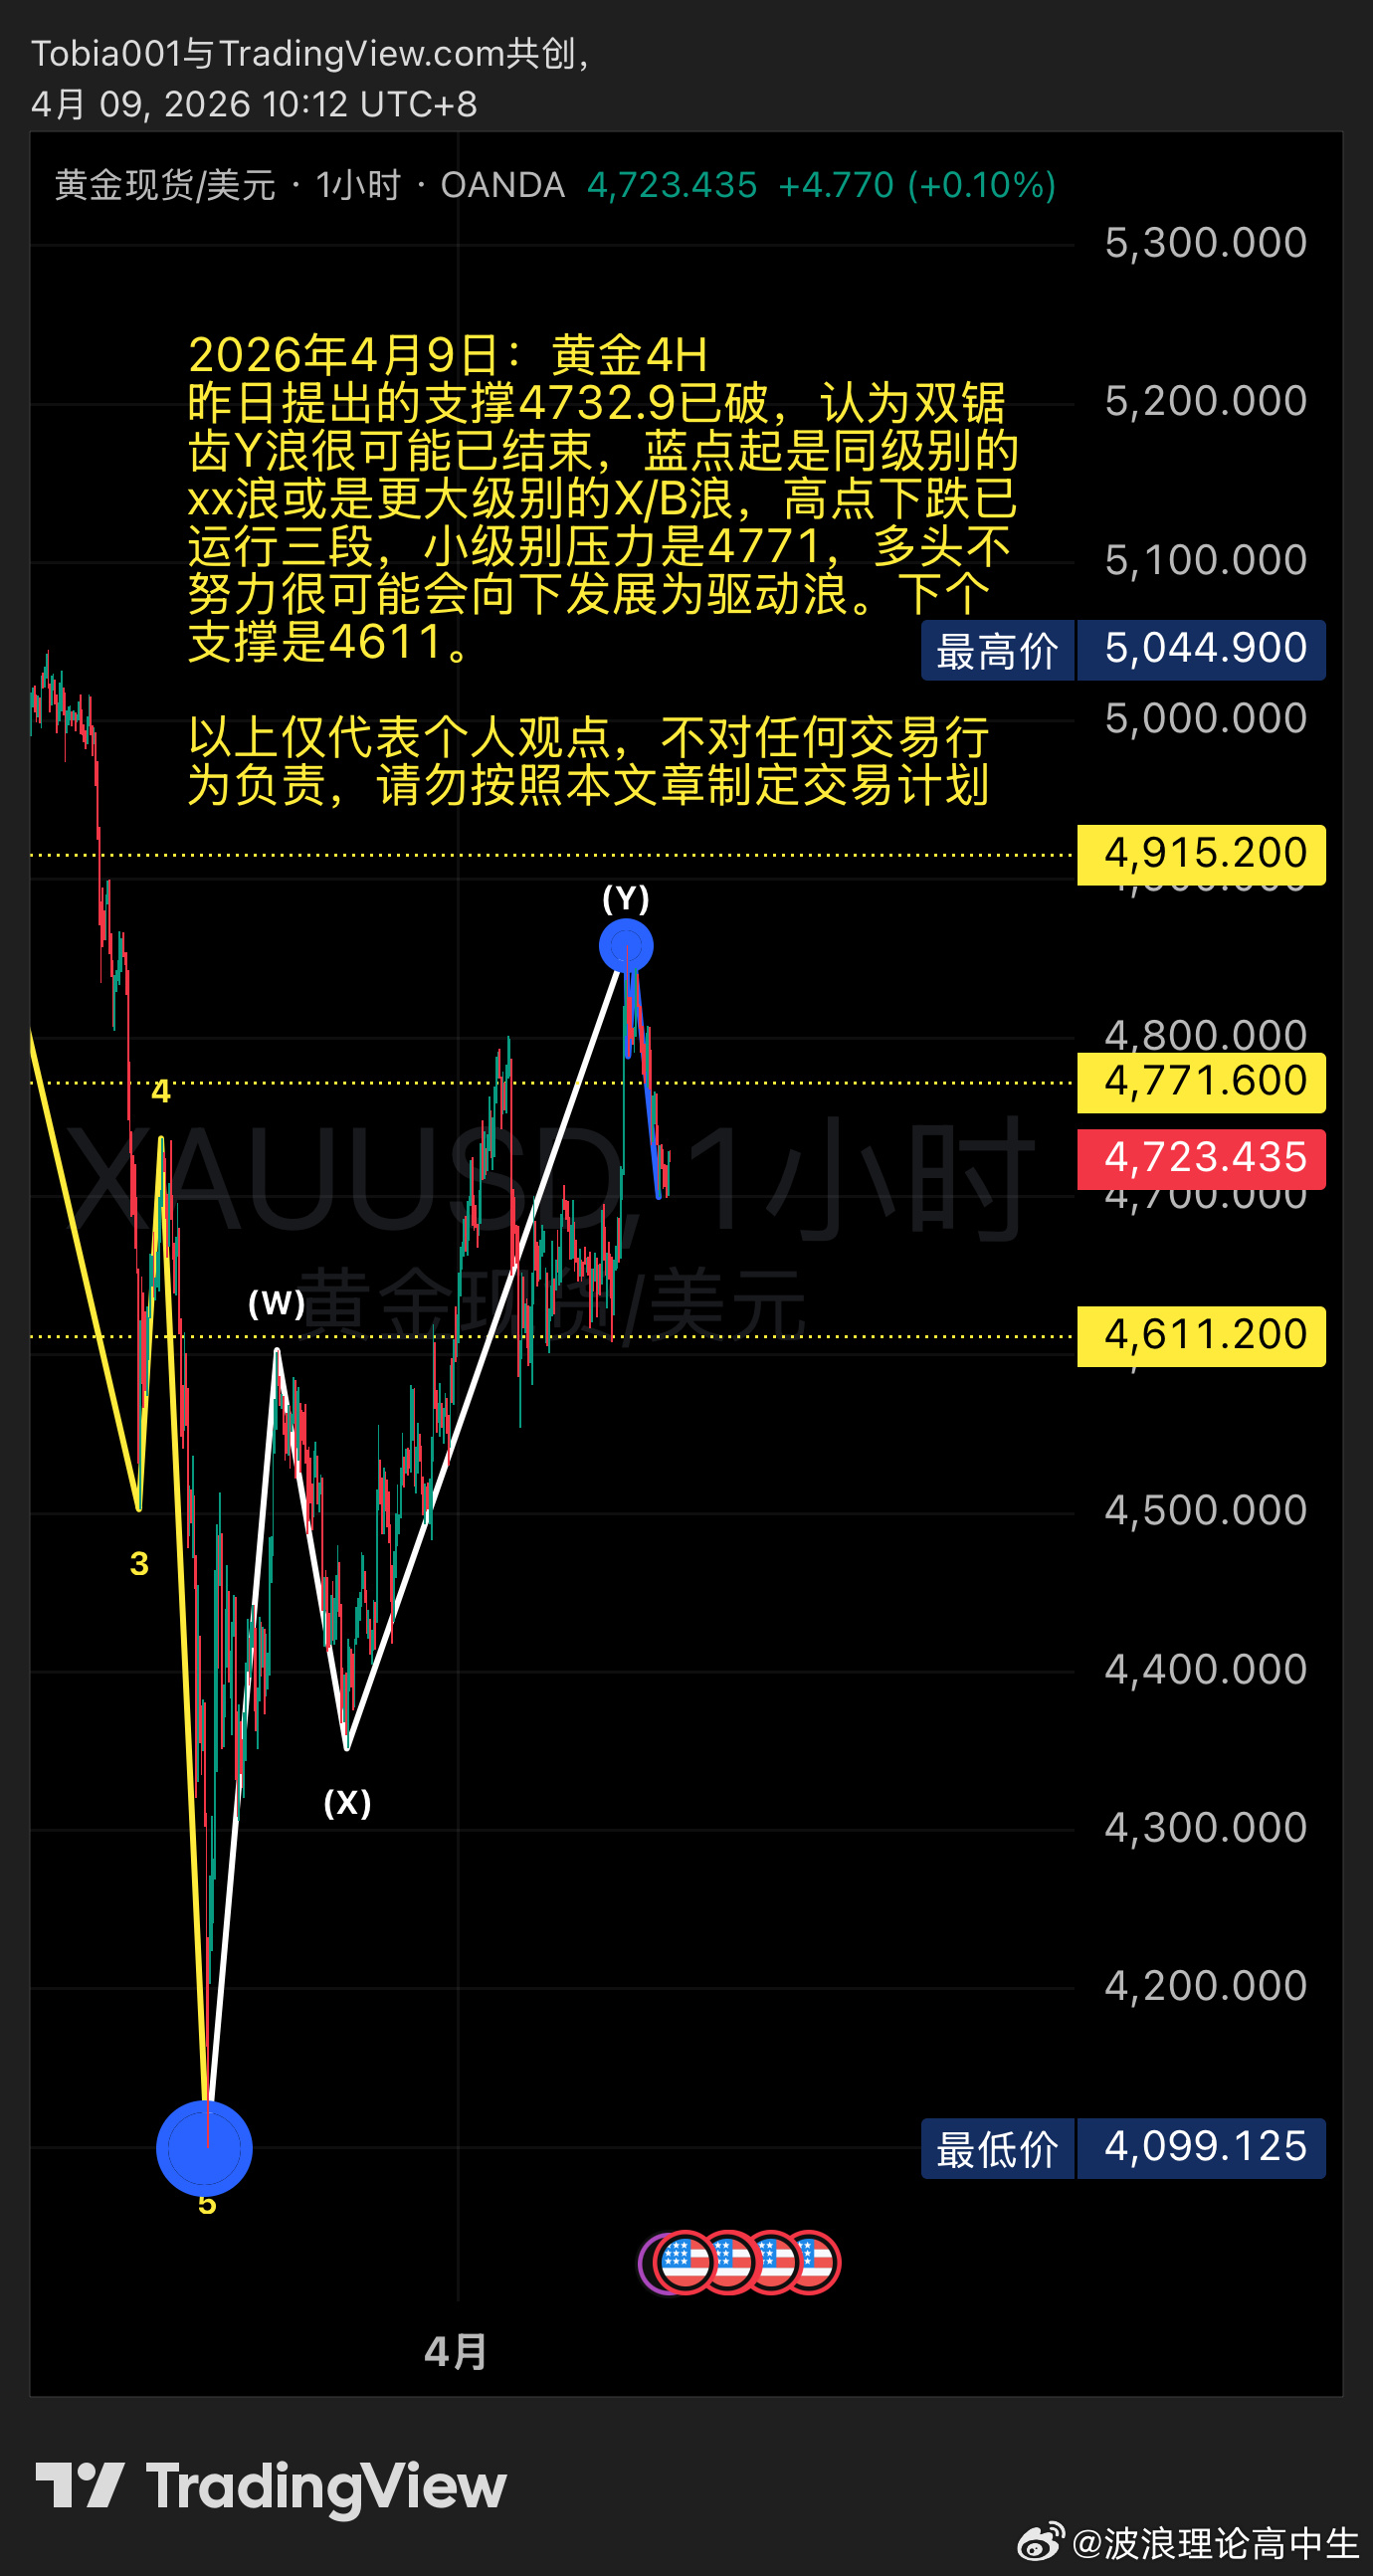 Tobia001与TradingView.com共创,
4月 09, 2026 10:12 UTC+8
黄金现货/美元 · 1小时 · OANDA 4,723.435 +4.770 (+0.10%)
5,300.000
2026年4月9日：黄金4H
昨日提出的支撑4732.9已破，认为双锯
齿Y浪很可能已结束，蓝点起是同级别的
xx浪或是更大级别的X/B浪，高点下跌已
运行三段，小级别压力是4771，多头不
努力很可能会向下发展为驱动浪。下个
支撑是4611。
5,200.000
5,100.000
最高价 5,044.900
5,000.000
以上仅代表个人观点，不对任何交易行
为负责，请勿按照本文章制定交易计划
4,915.200
(Y)
4,800.000
4,771.600
4
XAUUSD, 1小时
4,723.435
4,700.000
黄金现货/美元
(W)
4,611.200
4,500.000
3
4,400.000
(X)
4,300.000
4,200.000
最低价 4,099.125
5
4月
TradingView
@波浪理论高中生